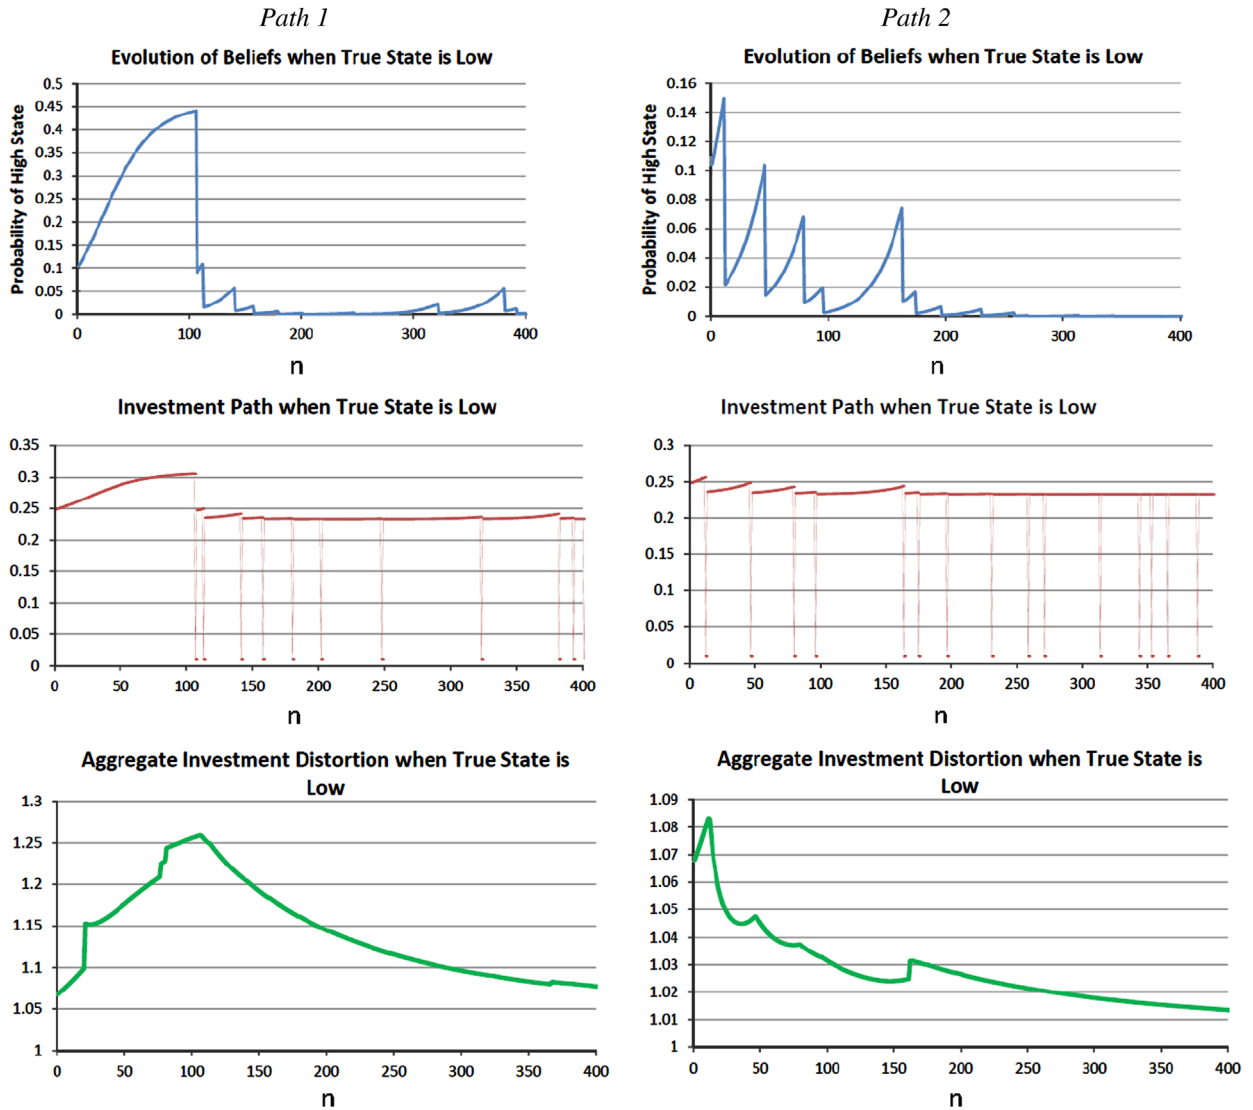 Path 1
Evolution of Beliefs when True State is Low
Probability of High State
0.5
0.45
0.4
0.35
0.3
0.25
0.2
0.15
0.1
0.05
0
0 100 200 300 400
n
Investment Path when True State is Low
0.35
0.3
0.25
0.2
0.15
0.1
0.05
0
0 50 100 150 200 250 300 350 400
n
Aggregate Investment Distortion when True State is
Low
1.3
1.25
1.2
1.15
1.1
1.05
1
0 50 100 150 200 250 300 350 400
n
Path 2
Evolution of Beliefs when True State is Low
Probability of High State
0.16
0.14
0.12
0.1
0.08
0.06
0.04
0.02
0
0 100 200 300 400
n
Investment Path when True State is Low
0.3
0.25
0.2
0.15
0.1
0.05
0
0 50 100 150 200 250 300 350 400
n
Aggregate Investment Distortion when True State is
Low
1.09
1.08
1.07
1.06
1.05
1.04
1.03
1.02
1.01
1
0 50 100 150 200 250 300 350 400
n